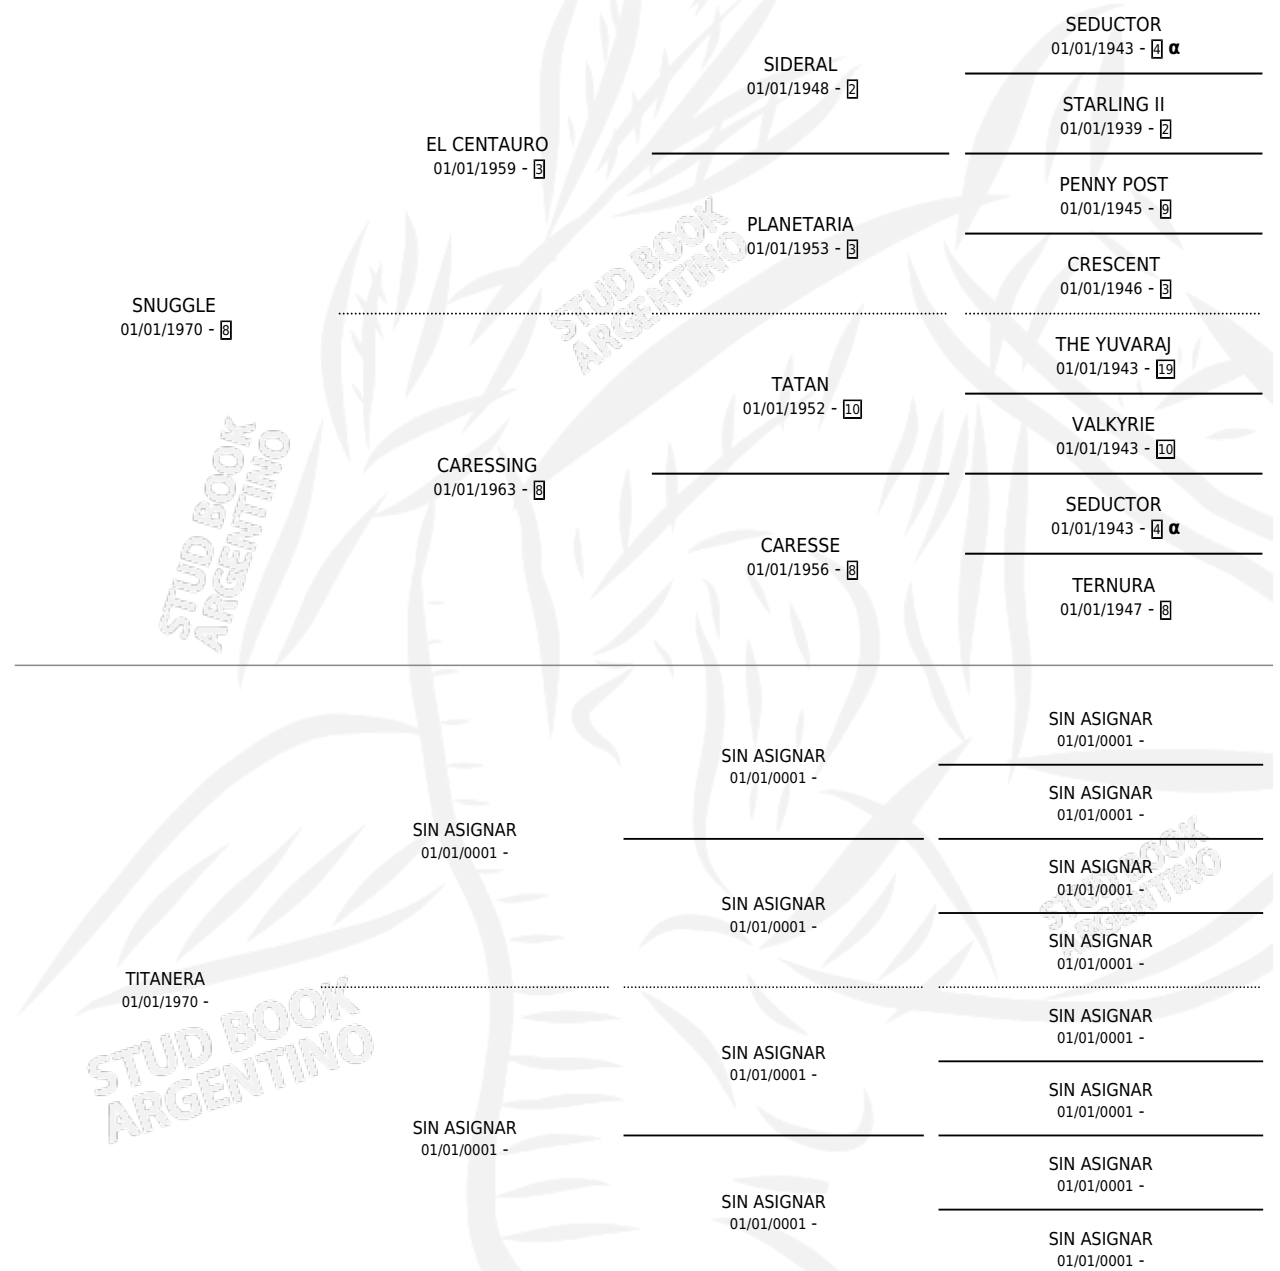 SEDUCTOR
01/01/1943 - 4 α
SIDERAL
01/01/1948 - 2
STARLING II
01/01/1939 - 2
EL CENTAURO
01/01/1959 - 3
PENNY POST
01/01/1945 - 9
PLANETARIA
01/01/1953 - 3
CRESCENT
01/01/1946 - 3
SNUGGLE
01/01/1970 - 8
THE YUVARAJ
01/01/1943 - 19
TATAN
01/01/1952 - 10
VALKYRIE
01/01/1943 - 10
CARESSING
01/01/1963 - 8
SEDUCTOR
01/01/1943 - 4 α
CARESSE
01/01/1956 - 8
TERNURA
01/01/1947 - 8
STUD BOOK
ARGENTINO
STUD BOOK
ARGENTINO
SIN ASIGNAR
01/01/0001 -
SIN ASIGNAR
01/01/0001 -
SIN ASIGNAR
01/01/0001 -
SIN ASIGNAR
01/01/0001 -
SIN ASIGNAR
01/01/0001 -
SIN ASIGNAR
01/01/0001 -
SIN ASIGNAR
01/01/0001 -
TITANERA
01/01/1970 -
SIN ASIGNAR
01/01/0001 -
SIN ASIGNAR
01/01/0001 -
SIN ASIGNAR
01/01/0001 -
SIN ASIGNAR
01/01/0001 -
SIN ASIGNAR
01/01/0001 -
SIN ASIGNAR
01/01/0001 -
SIN ASIGNAR
01/01/0001 -
STUD BOOK
ARGENTINO
STUD BOOK
ARGENTINO